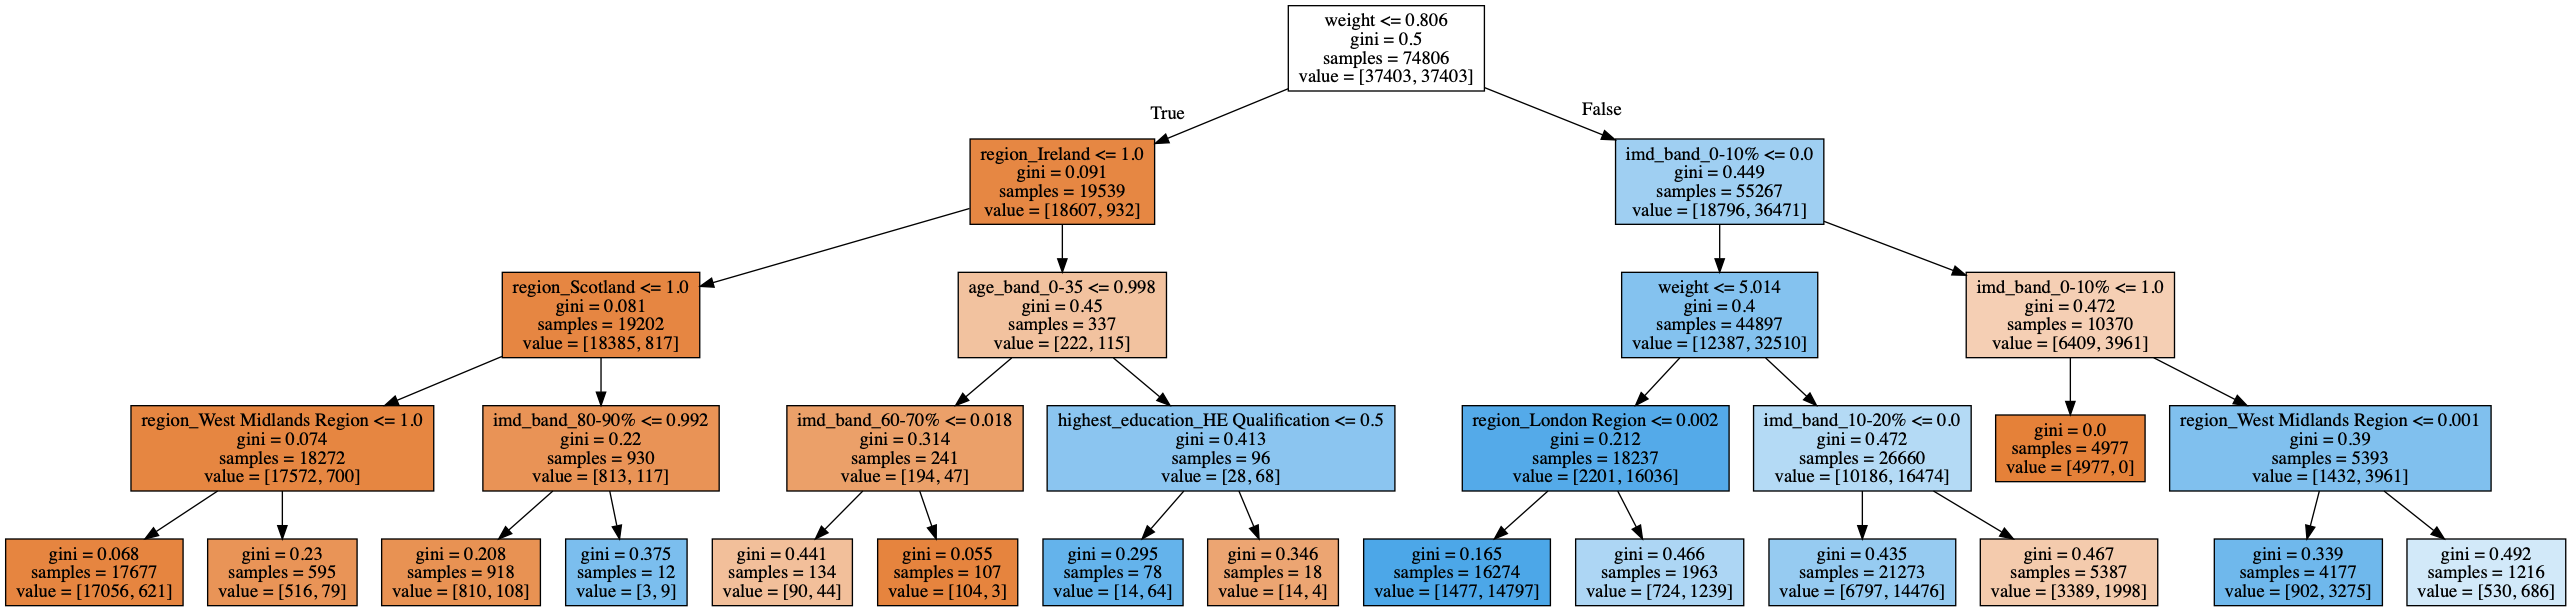 weight <= 0.806
gini = 0.5
samples = 74806
value = [37403, 37403]
True
False
region_Ireland <= 1.0
gini = 0.091
samples = 19539
value = [18607, 932]
imd_band_0-10% <= 0.0
gini = 0.449
samples = 55267
value = [18796, 36471]
region_Scotland <= 1.0
gini = 0.081
samples = 19202
value = [18385, 817]
age_band_0-35 <= 0.998
gini = 0.45
samples = 337
value = [222, 115]
weight <= 5.014
gini = 0.4
samples = 44897
value = [12387, 32510]
imd_band_0-10% <= 1.0
gini = 0.472
samples = 10370
value = [6409, 3961]
region_West Midlands Region <= 1.0
gini = 0.074
samples = 18272
value = [17572, 700]
imd_band_80-90% <= 0.992
gini = 0.22
samples = 930
value = [813, 117]
imd_band_60-70% <= 0.018
gini = 0.314
samples = 241
value = [194, 47]
highest_education_HE Qualification <= 0.5
gini = 0.413
samples = 96
value = [28, 68]
region_London Region <= 0.002
gini = 0.212
samples = 18237
value = [2201, 16036]
imd_band_10-20% <= 0.0
gini = 0.472
samples = 26660
value = [10186, 16474]
gini = 0.0
samples = 4977
value = [4977, 0]
region_West Midlands Region <= 0.001
gini = 0.39
samples = 5393
value = [1432, 3961]
gini = 0.068
samples = 17677
value = [17056, 621]
gini = 0.23
samples = 595
value = [516, 79]
gini = 0.208
samples = 918
value = [810, 108]
gini = 0.375
samples = 12
value = [3, 9]
gini = 0.441
samples = 134
value = [90, 44]
gini = 0.055
samples = 107
value = [104, 3]
gini = 0.295
samples = 78
value = [14, 64]
gini = 0.346
samples = 18
value = [14, 4]
gini = 0.165
samples = 16274
value = [1477, 14797]
gini = 0.466
samples = 1963
value = [724, 1239]
gini = 0.435
samples = 21273
value = [6797, 14476]
gini = 0.467
samples = 5387
value = [3389, 1998]
gini = 0.339
samples = 4177
value = [902, 3275]
gini = 0.492
samples = 1216
value = [530, 686]